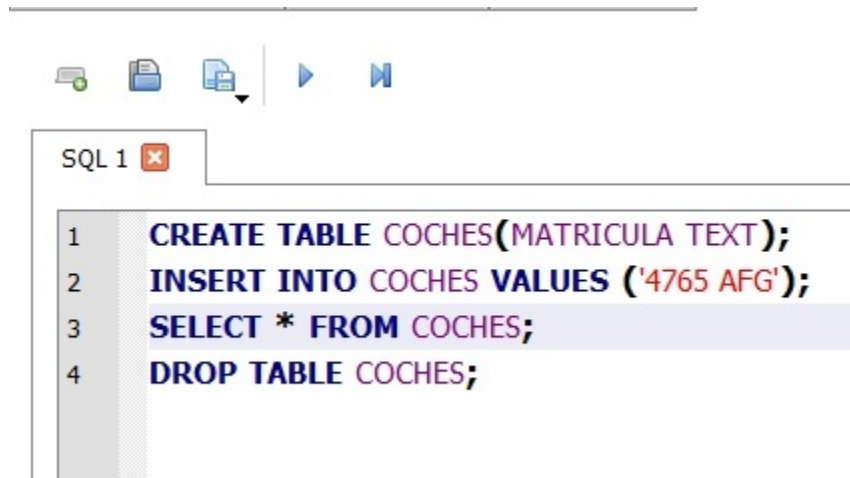 SQL 1
1 CREATE TABLE COCHES(MATRICULA TEXT);
2 INSERT INTO COCHES VALUES ('4765 AFG');
3 SELECT * FROM COCHES;
4 DROP TABLE COCHES;